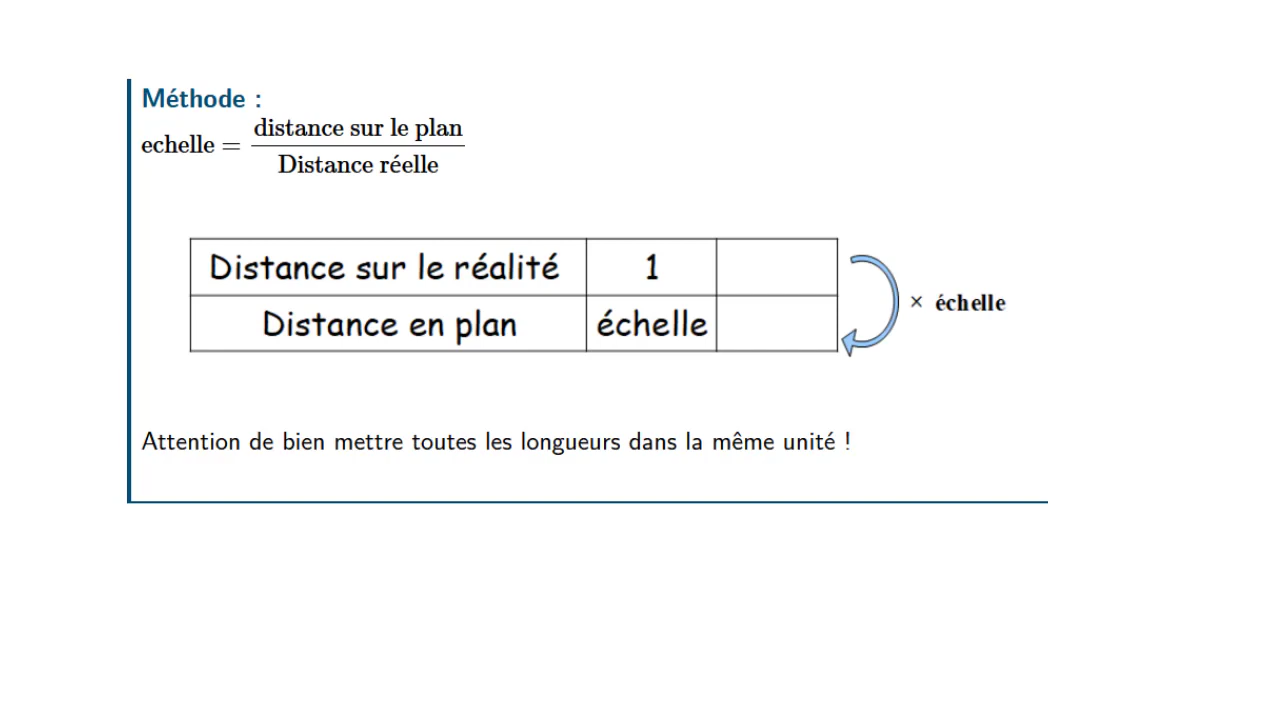 Méthode :
echelle = distance sur le plan
Distance réelle
Distance sur le réalité 1
Distance en plan échelle
× échelle
Attention de bien mettre toutes les longueurs dans la même unité !